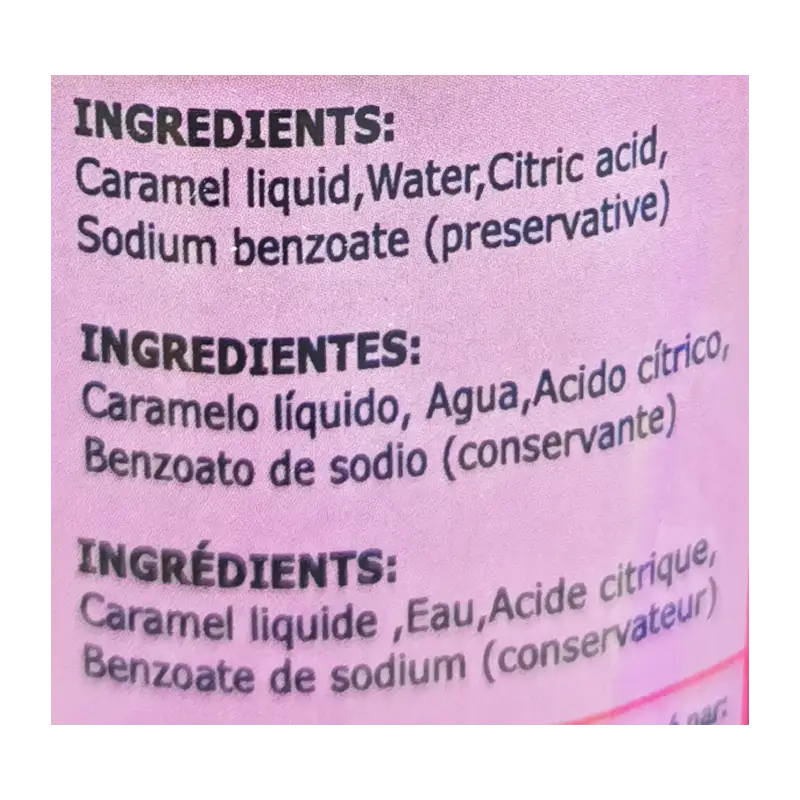 INGREDIENTS:
Caramel liquid,Water,Citric acid,
Sodium benzoate (preservative)
INGREDIENTES:
Caramelo líquido, Agua,Acido cítrico,
Benzoato de sodio (conservante)
INGRÉDIENTS:
Caramel liquide ,Eau,Acide citrique,
Benzoate de sodium (conservateur)
par: